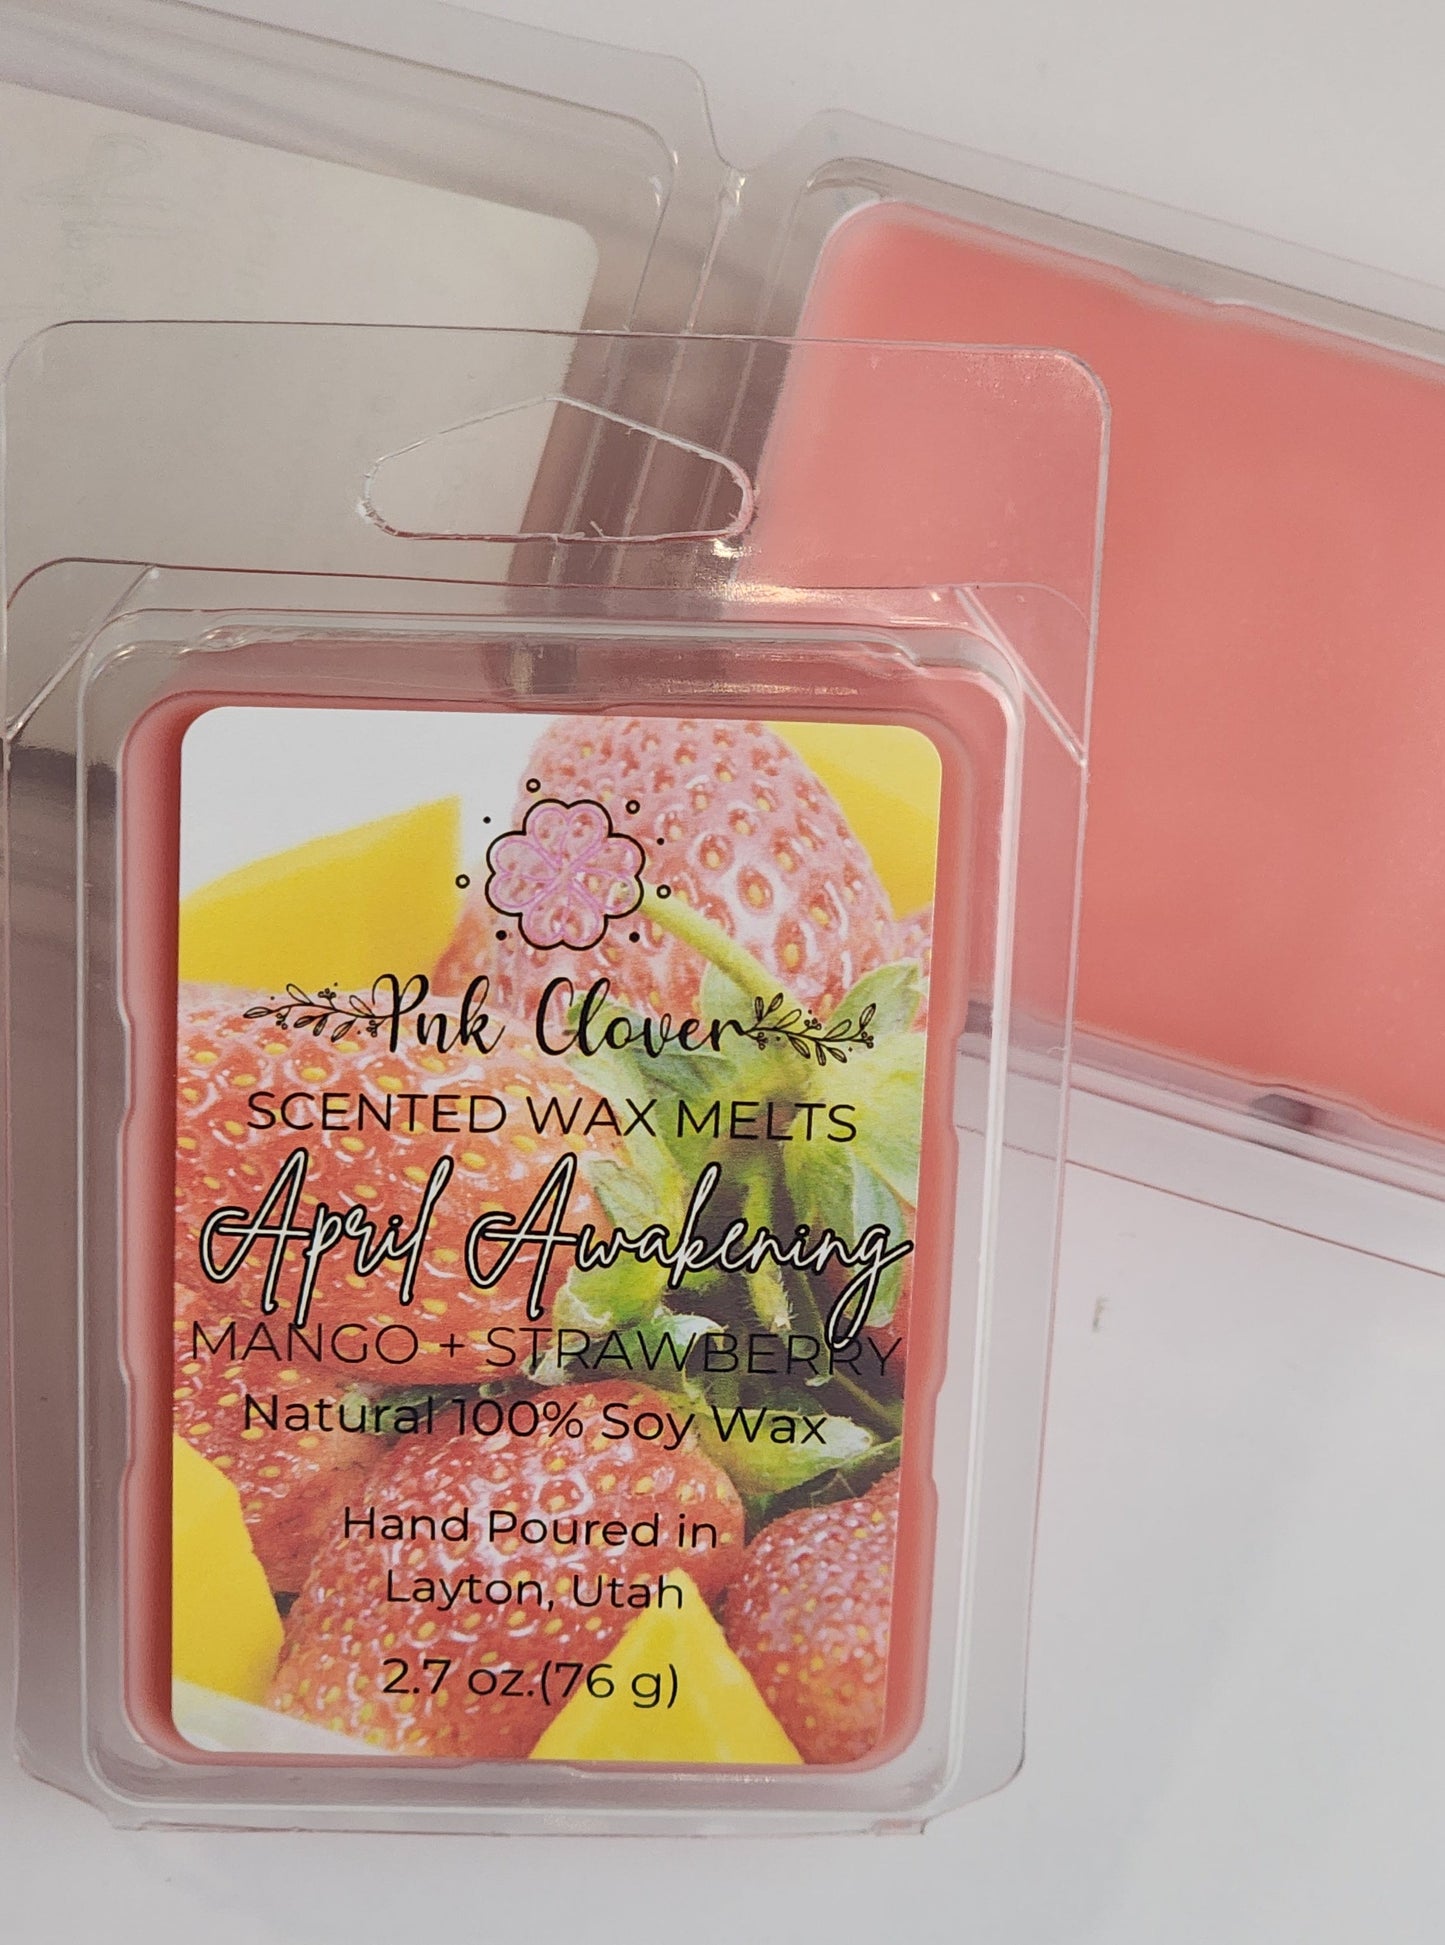 Pnk Clover
SCENTED WAX MELTS
April Awakening
MANGO + STRAWBERRY
Natural 100% Soy Wax
Hand Poured in
Layton, Utah
2.7 oz.(76 g)